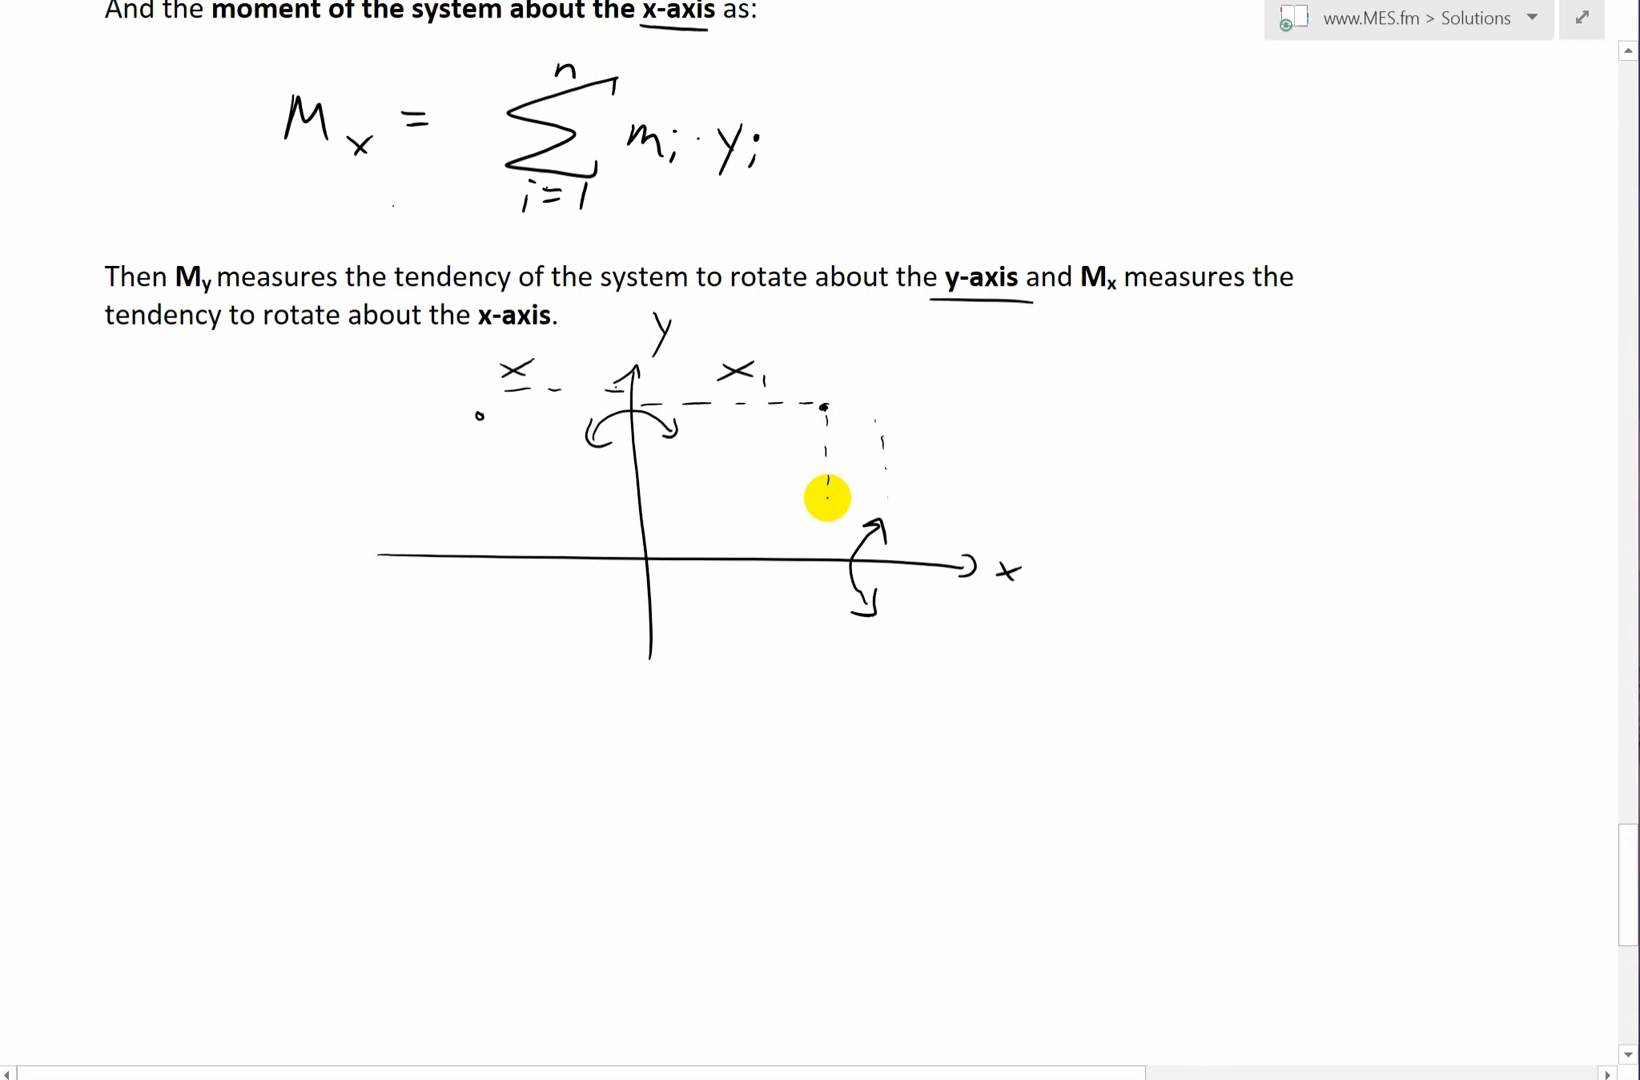 And the moment of the system about the x-axis as:
www.MES.fm > Solutions
n
Mx = Σ mi · yi
i = 1
Then My measures the tendency of the system to rotate about the y-axis and Mx measures the
tendency to rotate about the x-axis.
y
x x1
x